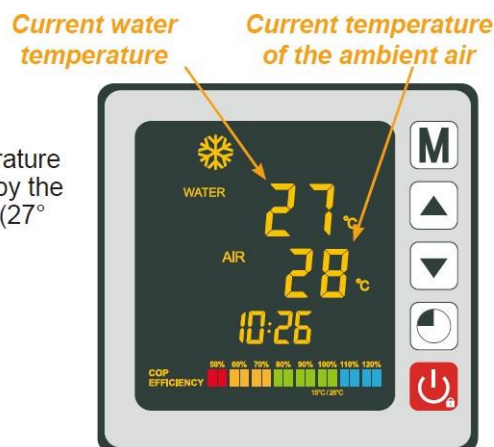 Current water
temperature
Current temperature
of the ambient air
rature
by the
(27°
WATER 27 °C
AIR 28 °C
10:26
50% 60% 70% 80% 90% 100% 110% 120%
COP
EFFICIENCY
15°C / 26°C
M